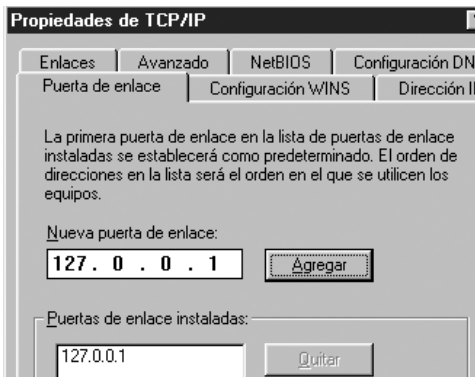 Propiedades de TCP/IP
Enlaces Avanzado NetBIOS Configuración DN
Puerta de enlace Configuración WINS Dirección I
La primera puerta de enlace en la lista de puertas de enlace
instaladas se establecerá como predeterminado. El orden de
direcciones en la lista será el orden en el que se utilicen los
equipos.
Nueva puerta de enlace:
127 . 0 . 0 . 1 Agregar
Puertas de enlace instaladas:
127.0.0.1 Quitar